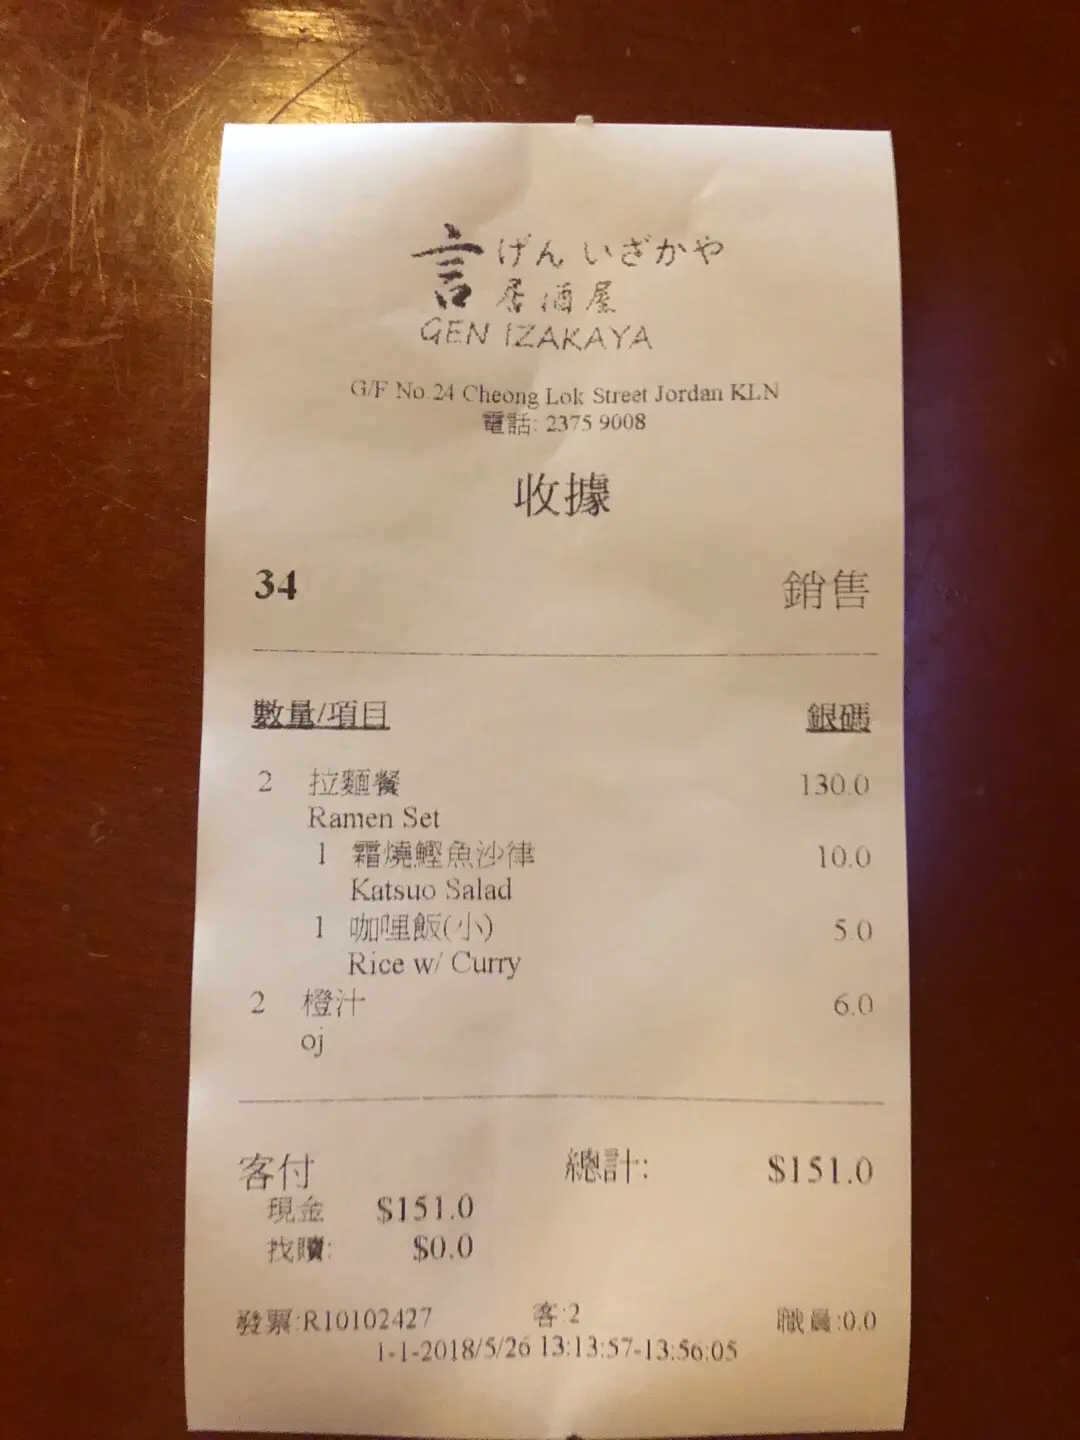 言 げん いざかや
居酒屋
GEN IZAKAYA
G/F No.24 Cheong Lok Street Jordan KLN
電話: 2375 9008
收據
34 銷售
數量/項目 銀碼
2 拉麵餐 130.0
Ramen Set
1 霜燒鰹魚沙律 10.0
Katsuo Salad
1 咖哩飯(小) 5.0
Rice w/ Curry
2 橙汁 6.0
oj
客付 總計: $151.0
現金 $151.0
找贖: $0.0
發票:R10102427 客:2 職員:0.0
1-1-2018/5/26 13:13:57-13:56:05